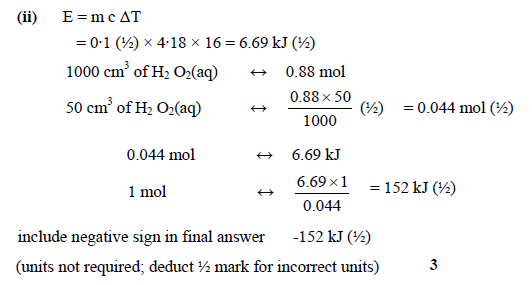 (ii) E = m c ΔT
= 0·1 (½) × 4·18 × 16 = 6.69 kJ (½)
1000 cm³ of H₂ O₂(aq) ↔ 0.88 mol
50 cm³ of H₂ O₂(aq) ↔ 0.88 × 50 / 1000 (½) = 0.044 mol (½)
0.044 mol ↔ 6.69 kJ
1 mol ↔ 6.69 × 1 / 0.044 = 152 kJ (½)
include negative sign in final answer -152 kJ (½)
(units not required; deduct ½ mark for incorrect units) 3